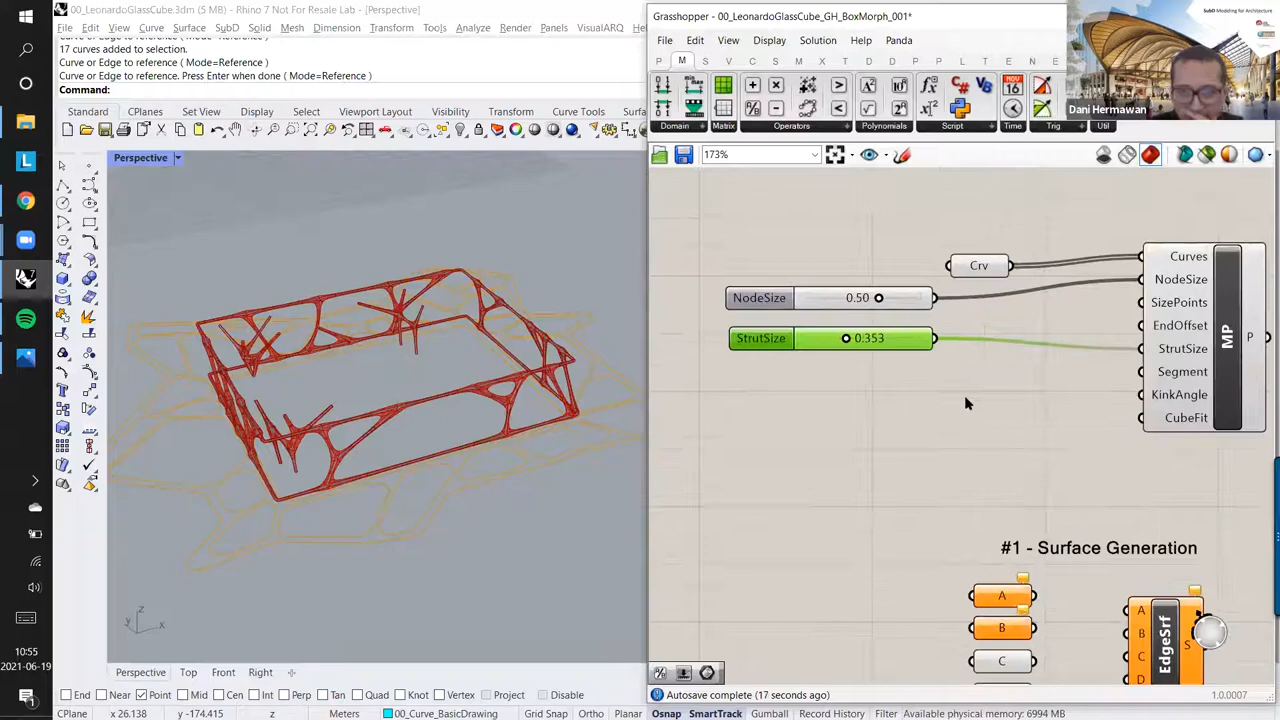 00_LeonardoGlassCube.3dm (5 MB) - Rhino 7 Not For Resale Lab - [Perspective]
File Edit View Curve Surface SubD Solid Mesh Dimension Transform Tools Analyze Render Panels VisualARQ
17 curves added to selection.
Curve or Edge to reference ( Mode=Reference )
Curve or Edge to reference. Press Enter when done ( Mode=Reference )
Command:
Standard CPlanes Set View Display Select Viewport Layout Visibility Transform Curve Tools
Perspective
Grasshopper - 00_LeonardoGlassCube_GH_BoxMorph_001*
File Edit View Display Solution Help Panda
P M S V C S M I T D W L F L E N E
Domain Matrix Operators Polynomials Script Time Trig Util
173%
SubD Modeling for Architecture
Dani Hermawan
Crv
NodeSize 0.50
StrutSize 0.353
Curves
NodeSize
SizePoints
EndOffset
StrutSize
Segment
KinkAngle
CubeFit
MP
P
#1 - Surface Generation
A
B
C
A
B
C
D
EdgeSrf
S
z
y
x
Autosave complete (17 seconds ago)
1.0.0007
Perspective Top Front Right
End Near Point Mid Cen Int Perp Tan Quad Knot Vertex Project Disable
CPlane x 26.138 y -174.415 z Meters 00_Curve_BasicDrawing Grid Snap Ortho Planar Osnap SmartTrack Gumball Record History Filter Available physical memory: 6994 MB
10:55
2021-06-19